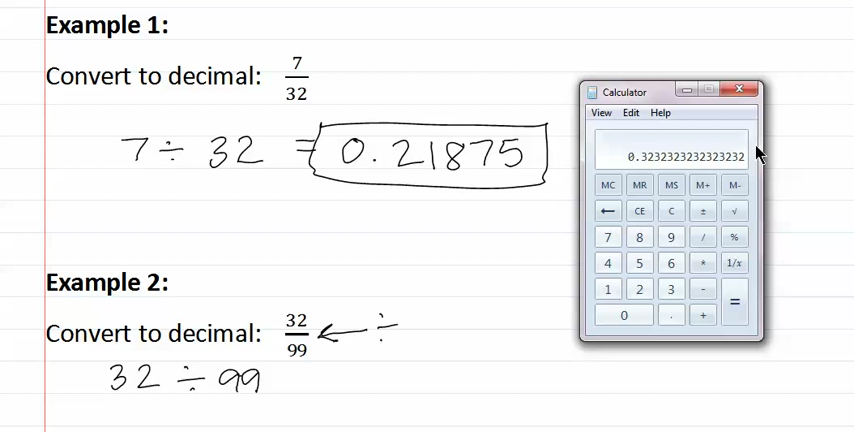 Example 1:
Convert to decimal: 7/32
7 ÷ 32 = 0.21875
Calculator
View Edit Help
0.3232323232323232
MC MR MS M+ M-
← CE C ± √
7 8 9 / %
4 5 6 * 1/x
1 2 3 - =
0 . +
Example 2:
Convert to decimal: 32/99 ← ÷
32 ÷ 99